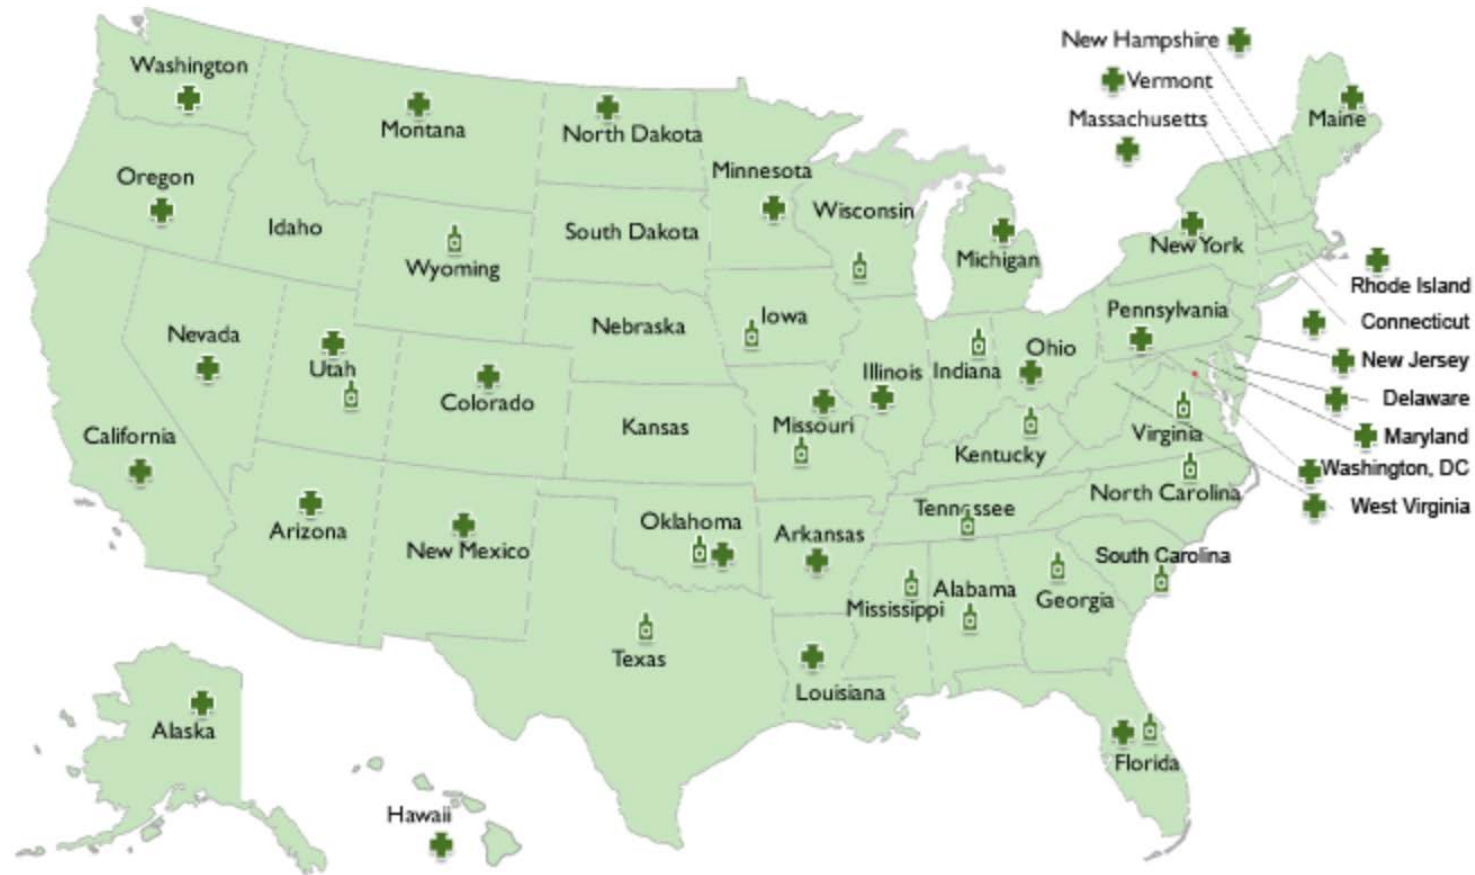 New Hampshire
Vermont
Massachusetts
Maine
Washington
Montana
North Dakota
Minnesota
Oregon
Idaho
South Dakota
Wisconsin
Wyoming
Michigan
New York
Rhode Island
Nebraska
Iowa
Pennsylvania
Connecticut
Nevada
Utah
Ohio
New Jersey
Illinois
Indiana
Colorado
Delaware
Kansas
Missouri
Virginia
Maryland
California
Kentucky
Washington, DC
North Carolina
West Virginia
Tennessee
Arizona
New Mexico
Oklahoma
Arkansas
South Carolina
Alabama
Georgia
Mississippi
Texas
Louisiana
Alaska
Florida
Hawaii